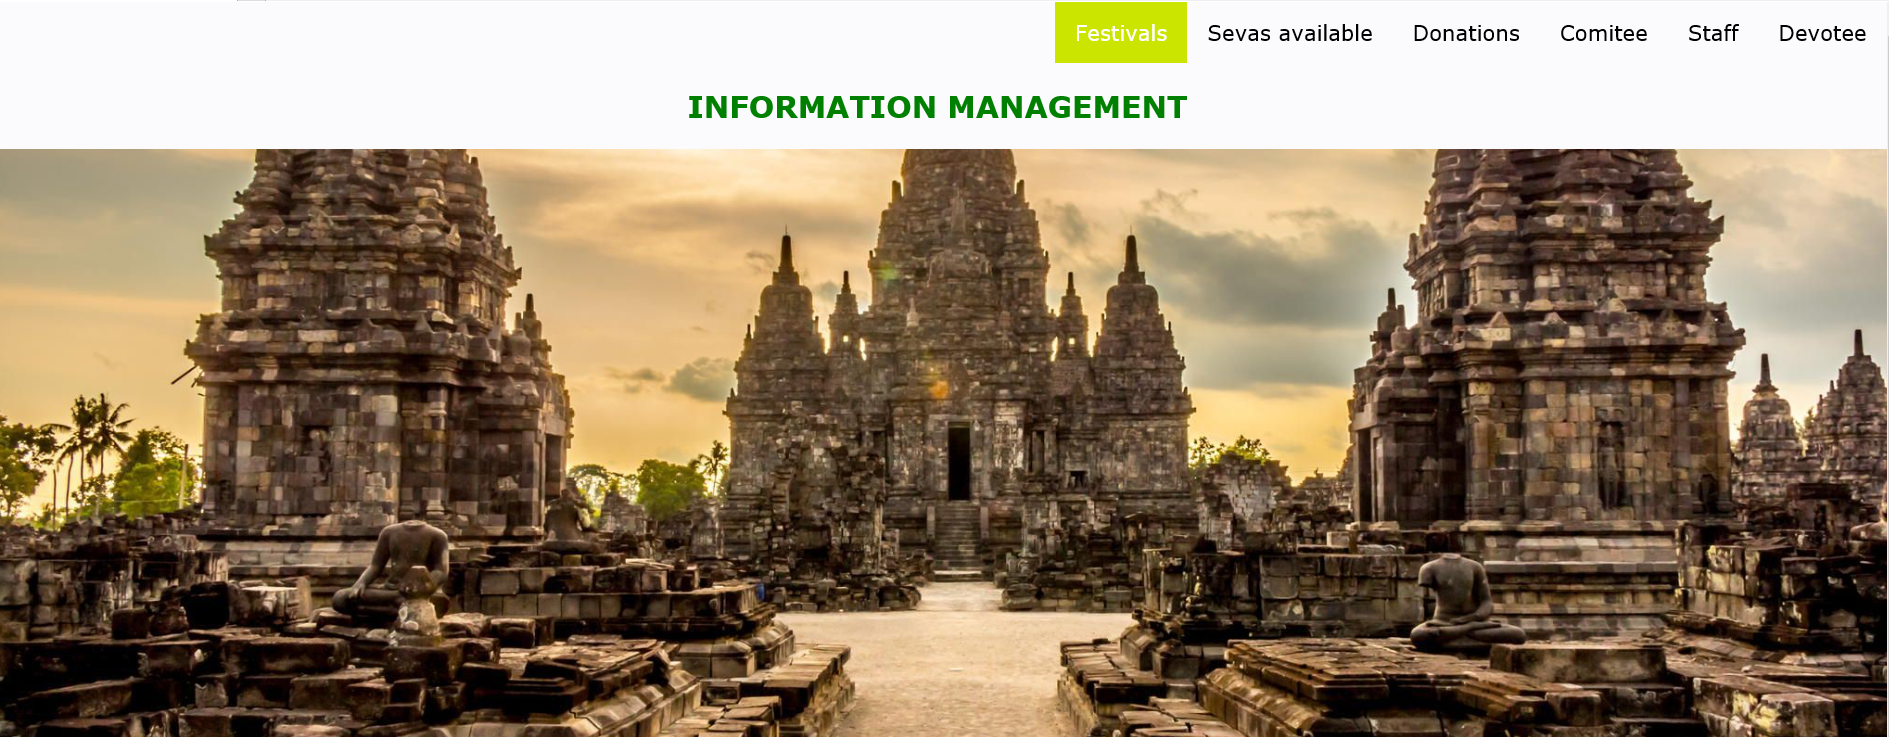 Festivals Sevas available Donations Comitee Staff Devotee
INFORMATION MANAGEMENT